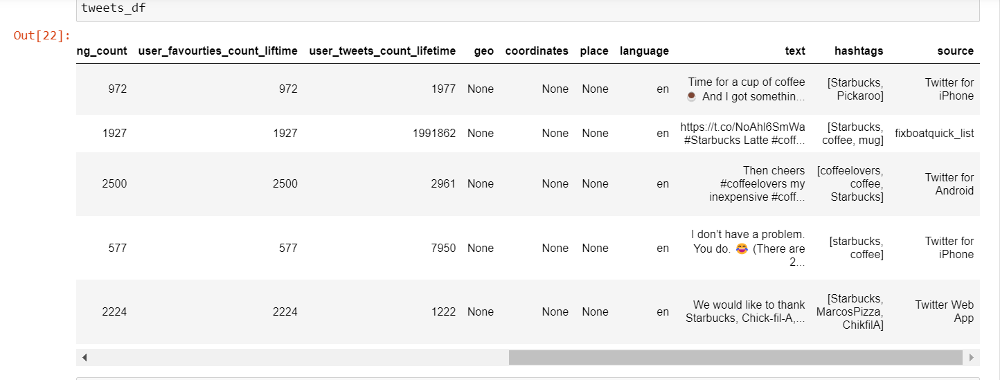 tweets_df
Out[22]:
ng_count user_favourties_count_liftime user_tweets_count_lifetime geo coordinates place language text hashtags source
972 972 1977 None None None en Time for a cup of coffee ☕ And I got somethin... [Starbucks, Pickaroo] Twitter for iPhone
1927 1927 1991862 None None None en https://t.co/NoAhl6SmWa #Starbucks Latte #coff... [Starbucks, coffee, mug] fixboatquick_list
2500 2500 2961 None None None en Then cheers #coffeelovers my inexpensive #coff... [coffeelovers, coffee, Starbucks] Twitter for Android
577 577 7950 None None None en I don’t have a problem. You do. 😂 (There are 2... [starbucks, coffee] Twitter for iPhone
2224 2224 1222 None None None en We would like to thank Starbucks, Chick-fil-A,... [Starbucks, MarcosPizza, ChikfilA] Twitter Web App